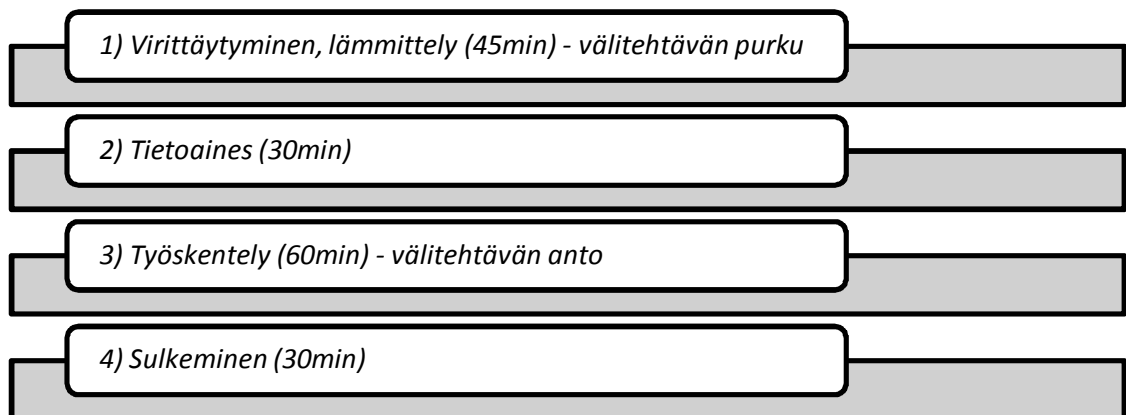 1) Virittäytyminen, lämmittely (45min) - välitehtävän purku
2) Tietoaines (30min)
3) Työskentely (60min) - välitehtävän anto
4) Sulkeminen (30min)